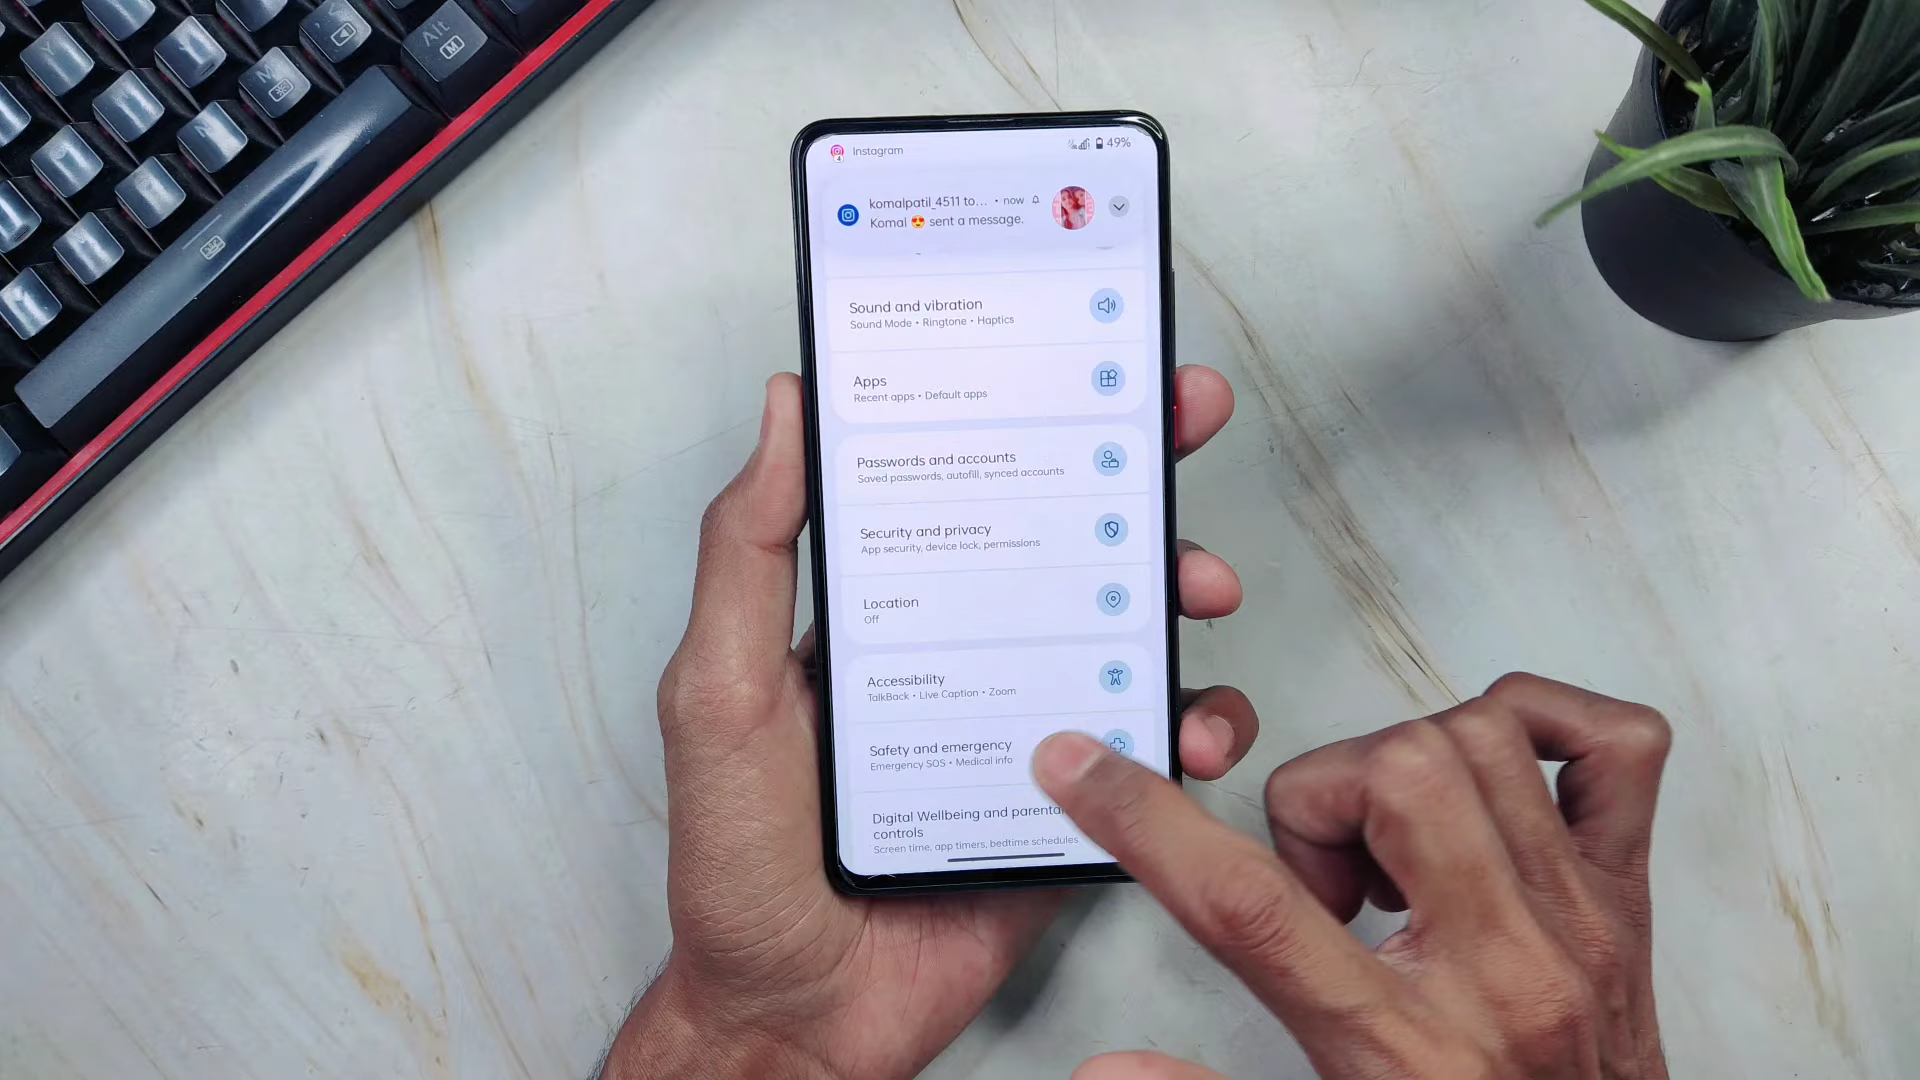 Alt
M
Y
M
N
Instagram
49%
komalpatil_4511 to... • now
Komal 😍 sent a message.
Sound and vibration
Sound Mode • Ringtone • Haptics
Apps
Recent apps • Default apps
Passwords and accounts
Saved passwords, autofill, synced accounts
Security and privacy
App security, device lock, permissions
Location
Off
Accessibility
TalkBack • Live Caption • Zoom
Safety and emergency
Emergency SOS • Medical info
Digital Wellbeing and parenta
controls
Screen time, app timers, bedtime schedules